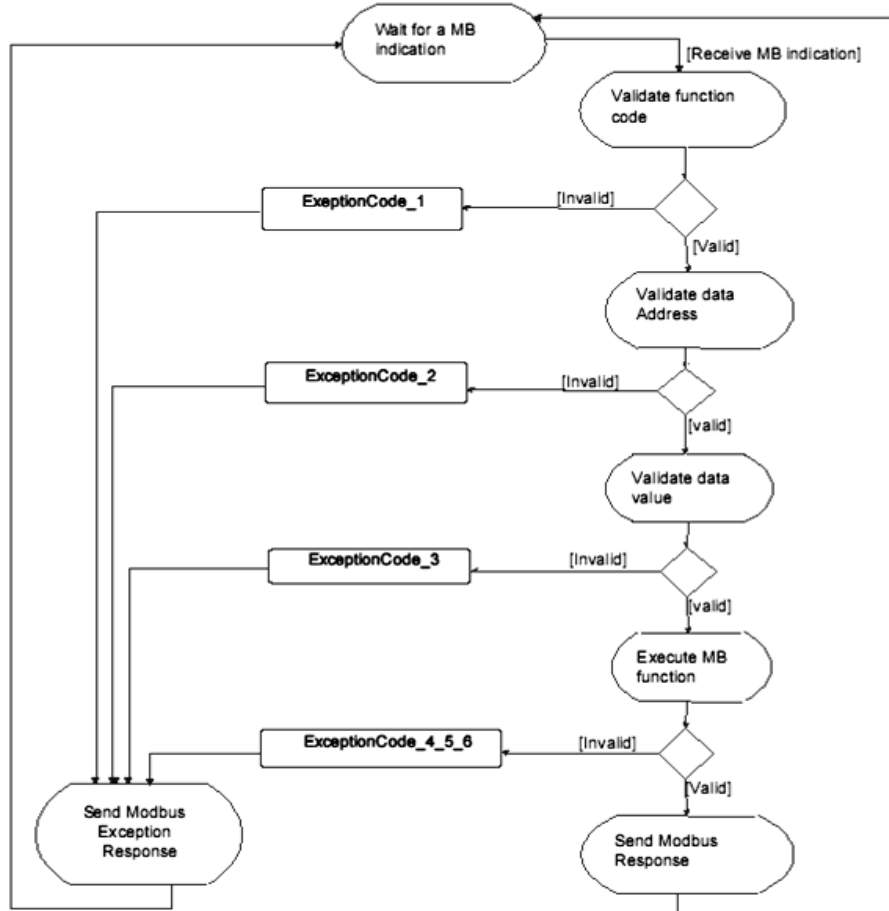 Wait for a MB
indication
[Receive MB indication]
Validate function
code
ExeptionCode_1
[Invalid]
[Valid]
Validate data
Address
ExceptionCode_2
[Invalid]
[valid]
Validate data
value
ExceptionCode_3
[Invalid]
[valid]
Execute MB
function
ExceptionCode_4_5_6
[Invalid]
[Valid]
Send Modbus
Exception
Response
Send Modbus
Response